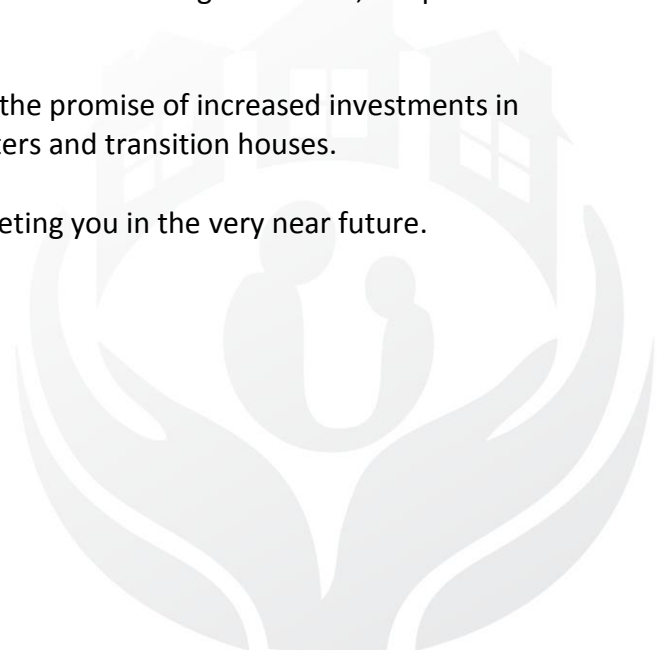 the promise of increased investments in
ters and transition houses.
eting you in the very near future.